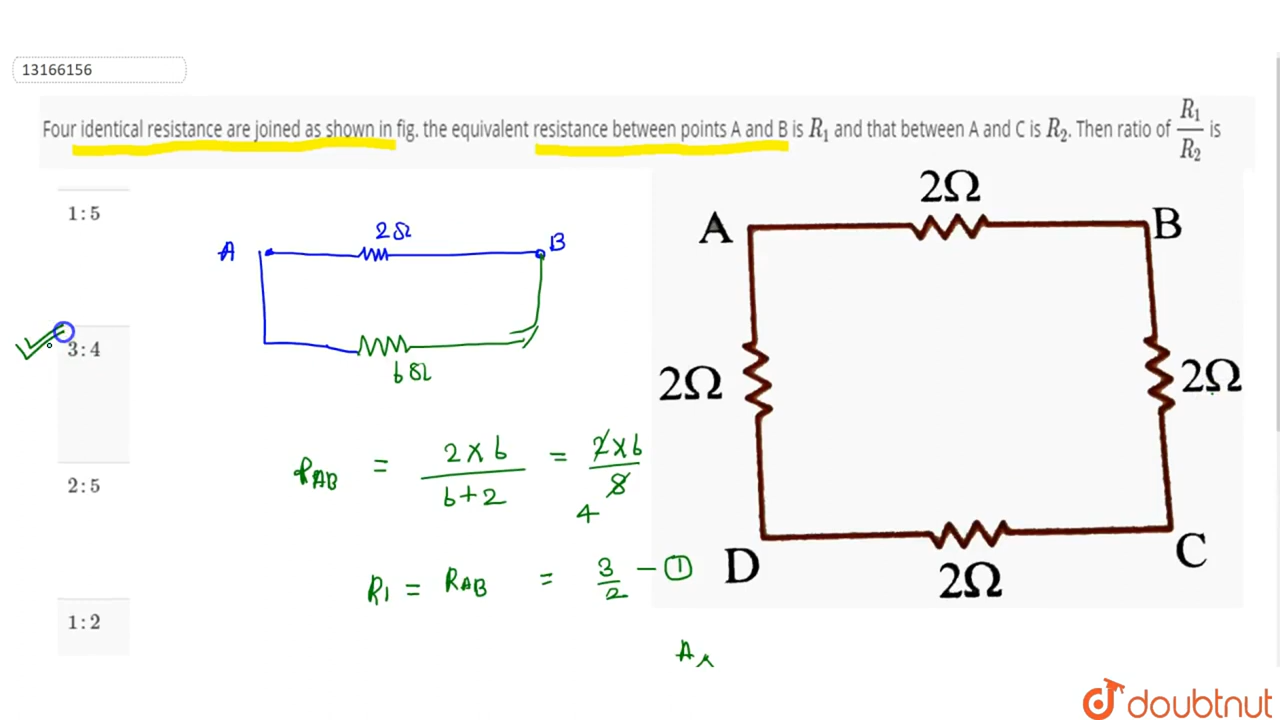 13166156
Four identical resistance are joined as shown in fig. the equivalent resistance between points A and B is R₁ and that between A and C is R₂. Then ratio of R₁/R₂ is
1 : 5
3 : 4
2 : 5
1 : 2
A 2Ω B
6Ω
R_AB = 2×6/6+2 = 2×6/8
4
R1 = R_AB = 3/2 - ①
A
2Ω
A B
2Ω 2Ω
D C
2Ω
doubtnut